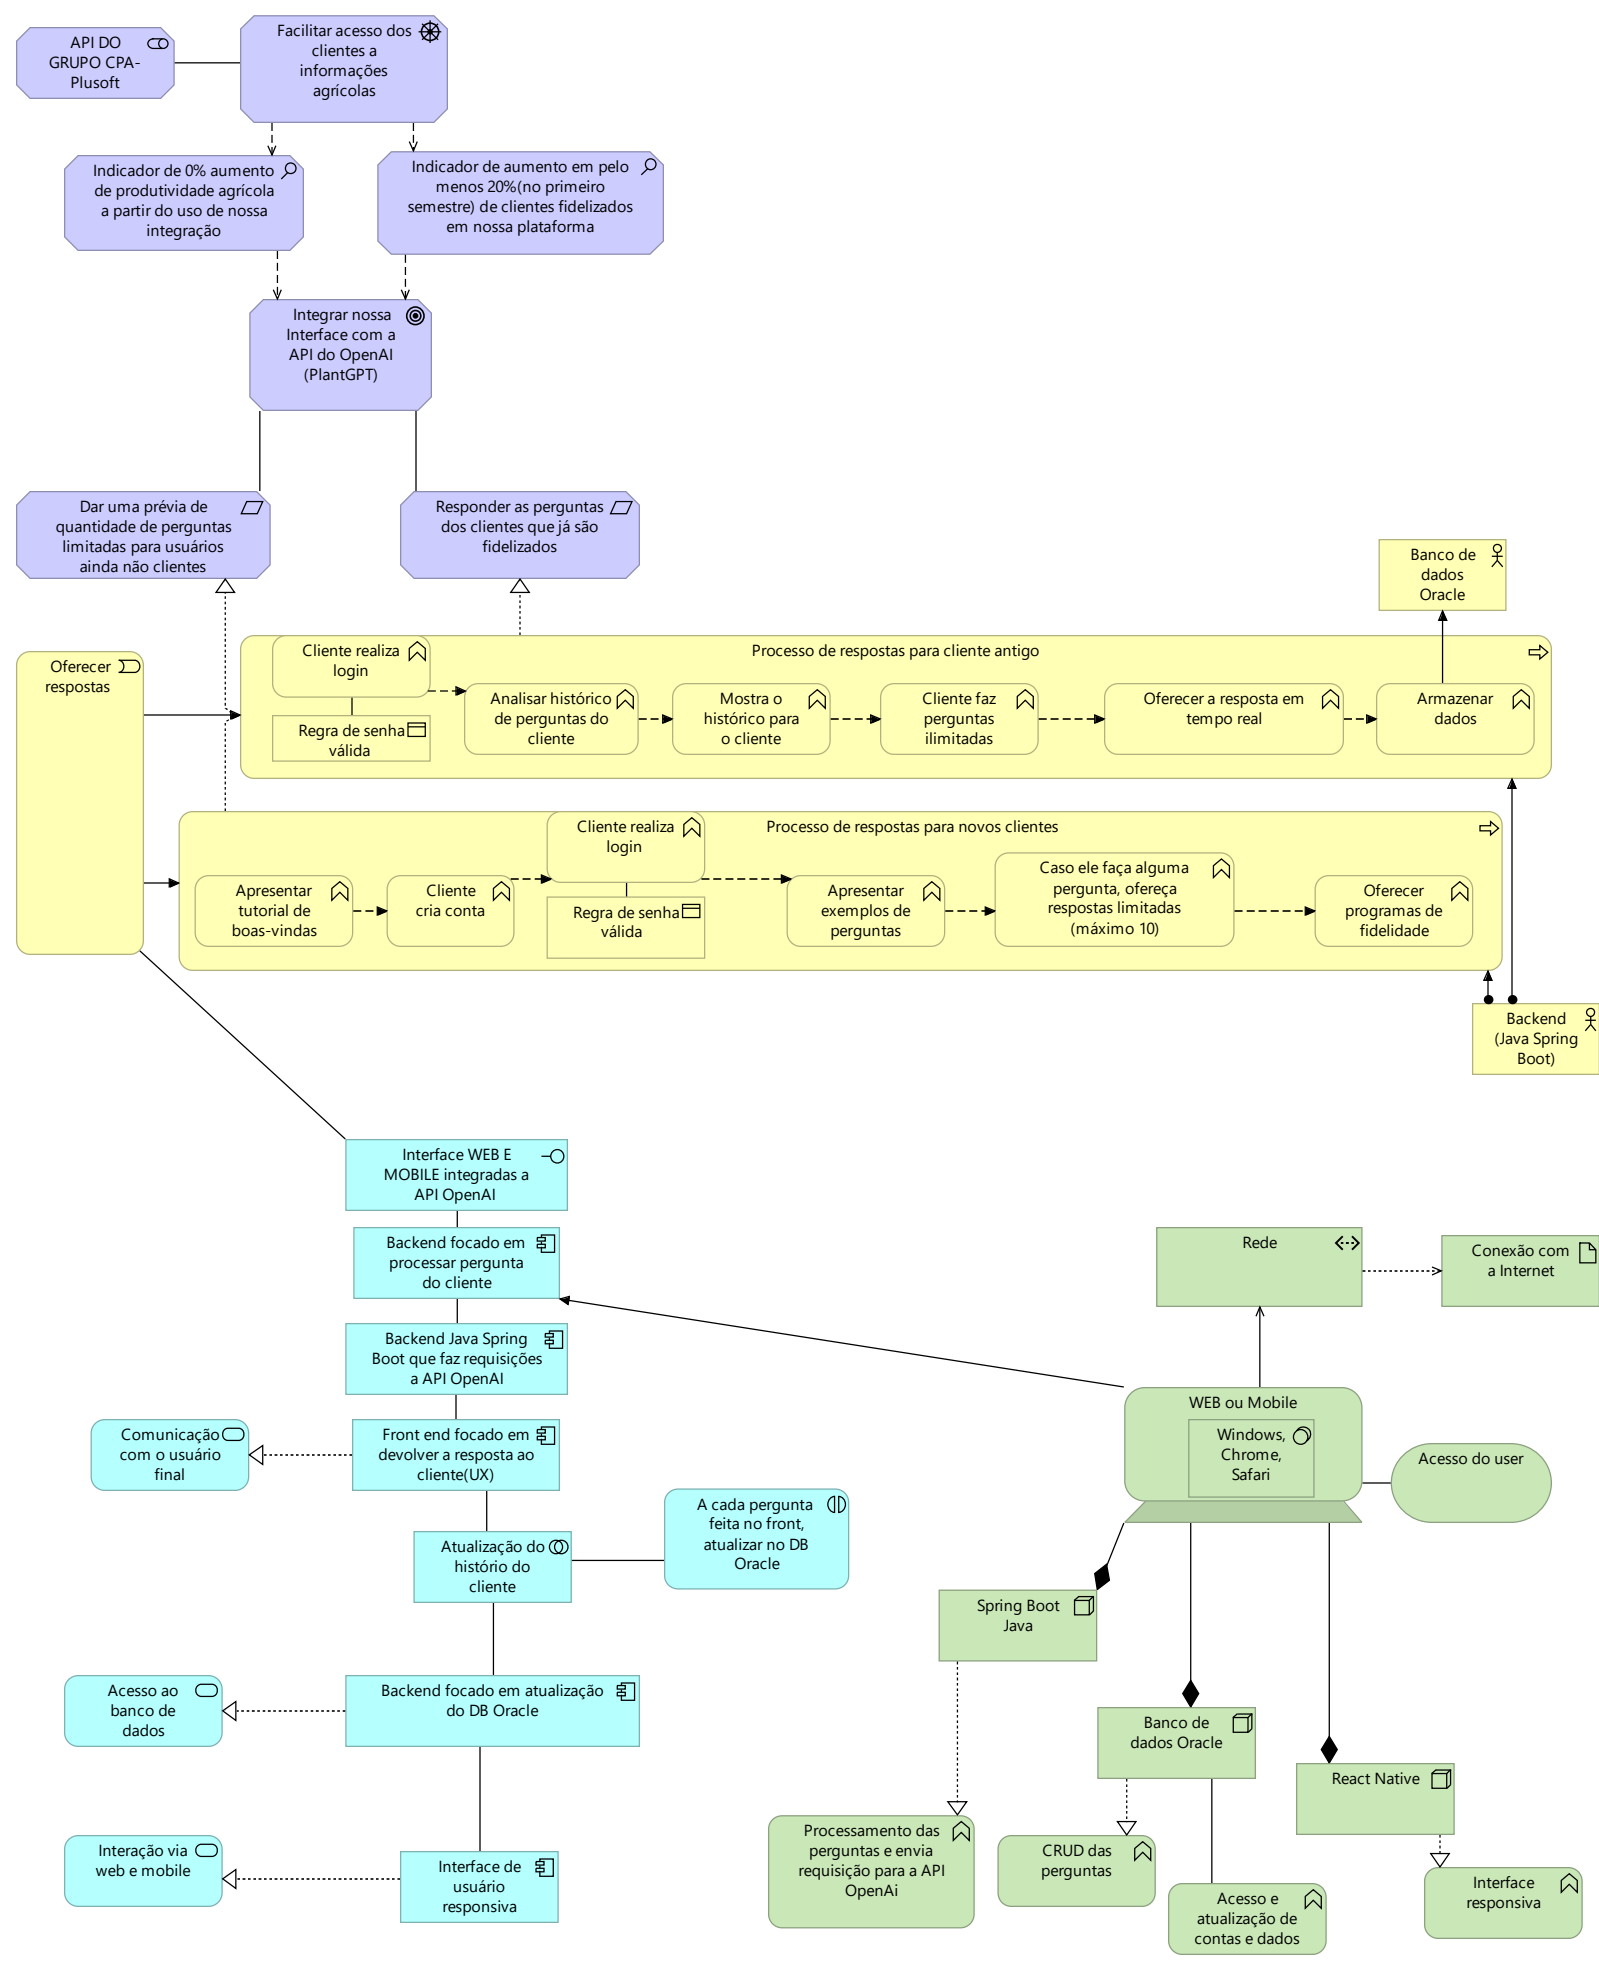 API DO
GRUPO CPA-
Plusoft
Facilitar acesso dos
clientes a
informações
agrícolas
Indicador de 0% aumento
de produtividade agrícola
a partir do uso de nossa
integração
Indicador de aumento em pelo
menos 20%(no primeiro
semestre) de clientes fidelizados
em nossa plataforma
Integrar nossa
Interface com a
API do OpenAI
(PlantGPT)
Dar uma prévia de
quantidade de perguntas
limitadas para usuários
ainda não clientes
Responder as perguntas
dos clientes que já são
fidelizados
Banco de
dados
Oracle
Oferecer
respostas
Processo de respostas para cliente antigo
Cliente realiza
login
Regra de senha
válida
Analisar histórico
de perguntas do
cliente
Mostra o
histórico para
o cliente
Cliente faz
perguntas
ilimitadas
Oferecer a resposta em
tempo real
Armazenar
dados
Processo de respostas para novos clientes
Apresentar
tutorial de
boas-vindas
Cliente
cria conta
Cliente realiza
login
Regra de senha
válida
Apresentar
exemplos de
perguntas
Caso ele faça alguma
pergunta, ofereça
respostas limitadas
(máximo 10)
Oferecer
programas de
fidelidade
Backend
(Java Spring
Boot)
Interface WEB E
MOBILE integradas a
API OpenAI
Backend focado em
processar pergunta
do cliente
Backend Java Spring
Boot que faz requisições
a API OpenAI
Front end focado em
devolver a resposta ao
cliente(UX)
Comunicação
com o usuário
final
Atualização do
histório do
cliente
A cada pergunta
feita no front,
atualizar no DB
Oracle
Backend focado em atualização
do DB Oracle
Acesso ao
banco de
dados
Interface de
usuário
responsiva
Interação via
web e mobile
Rede
Conexão com
a Internet
WEB ou Mobile
Windows,
Chrome,
Safari
Acesso do user
Spring Boot
Java
Banco de
dados Oracle
React Native
Processamento das
perguntas e envia
requisição para a API
OpenAi
CRUD das
perguntas
Acesso e
atualização de
contas e dados
Interface
responsiva